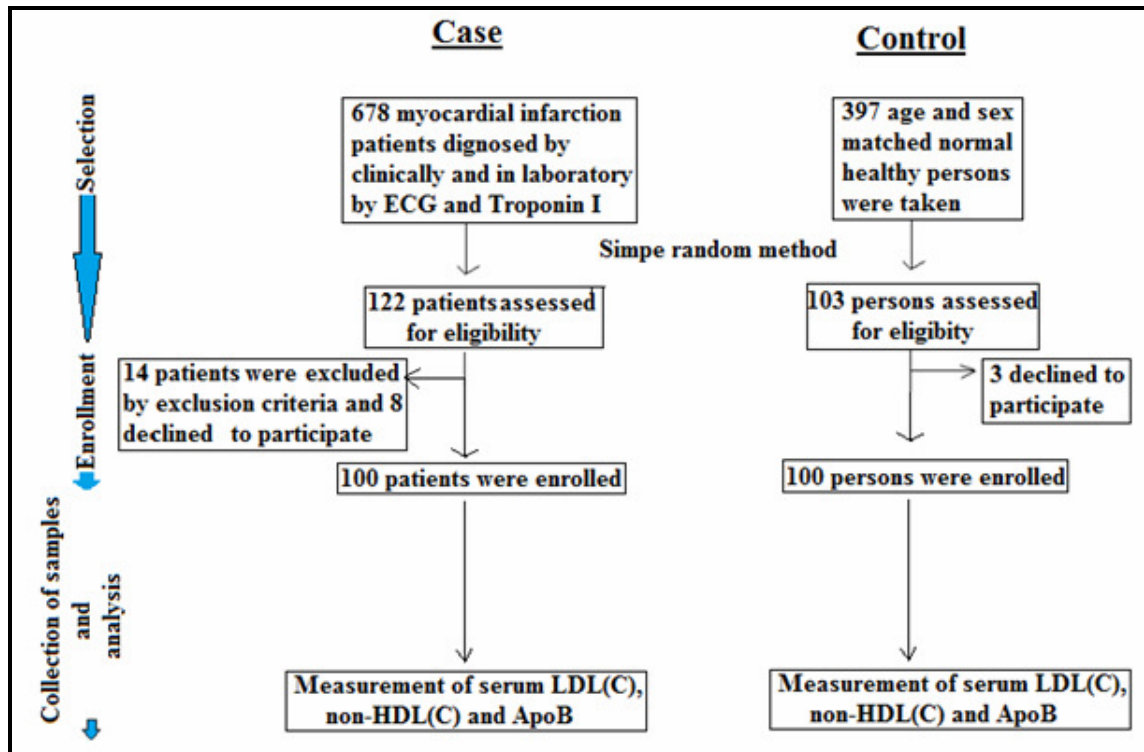 Case
Control
Selection
678 myocardial infarction
patients dignosed by
clinically and in laboratory
by ECG and Troponin I
397 age and sex
matched normal
healthy persons
were taken
Simpe random method
122 patients assessed
for eligibility
103 persons assessed
for eligibity
Enrollment
14 patients were excluded
by exclusion criteria and 8
declined to participate
3 declined to
participate
100 patients were enrolled
100 persons were enrolled
Collection of samples
and
analysis
Measurement of serum LDL(C),
non-HDL(C) and ApoB
Measurement of serum LDL(C),
non-HDL(C) and ApoB